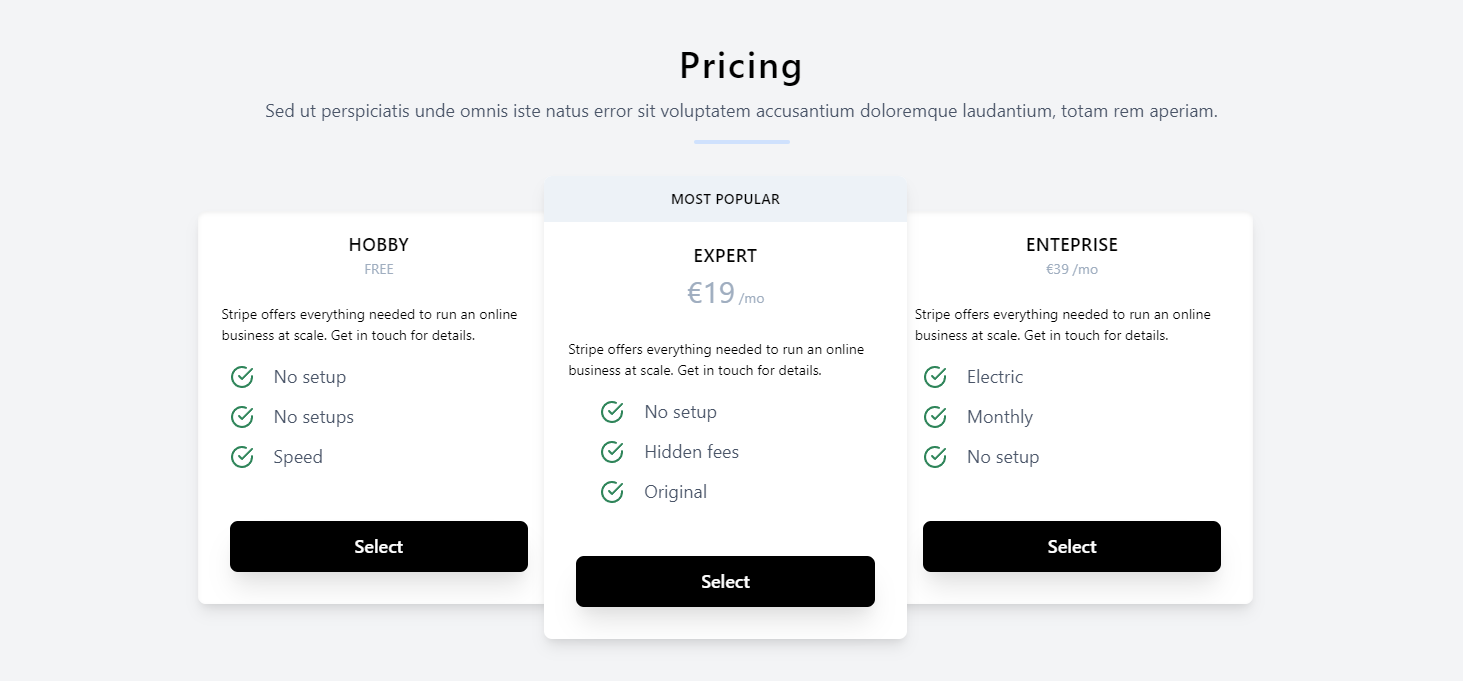 Pricing
Sed ut perspiciatis unde omnis iste natus error sit voluptatem accusantium doloremque laudantium, totam rem aperiam.
HOBBY
FREE
Stripe offers everything needed to run an online
business at scale. Get in touch for details.
No setup
No setups
Speed
Select
MOST POPULAR
EXPERT
€19 /mo
Stripe offers everything needed to run an online
business at scale. Get in touch for details.
No setup
Hidden fees
Original
Select
ENTEPRISE
€39 /mo
Stripe offers everything needed to run an online
business at scale. Get in touch for details.
Electric
Monthly
No setup
Select